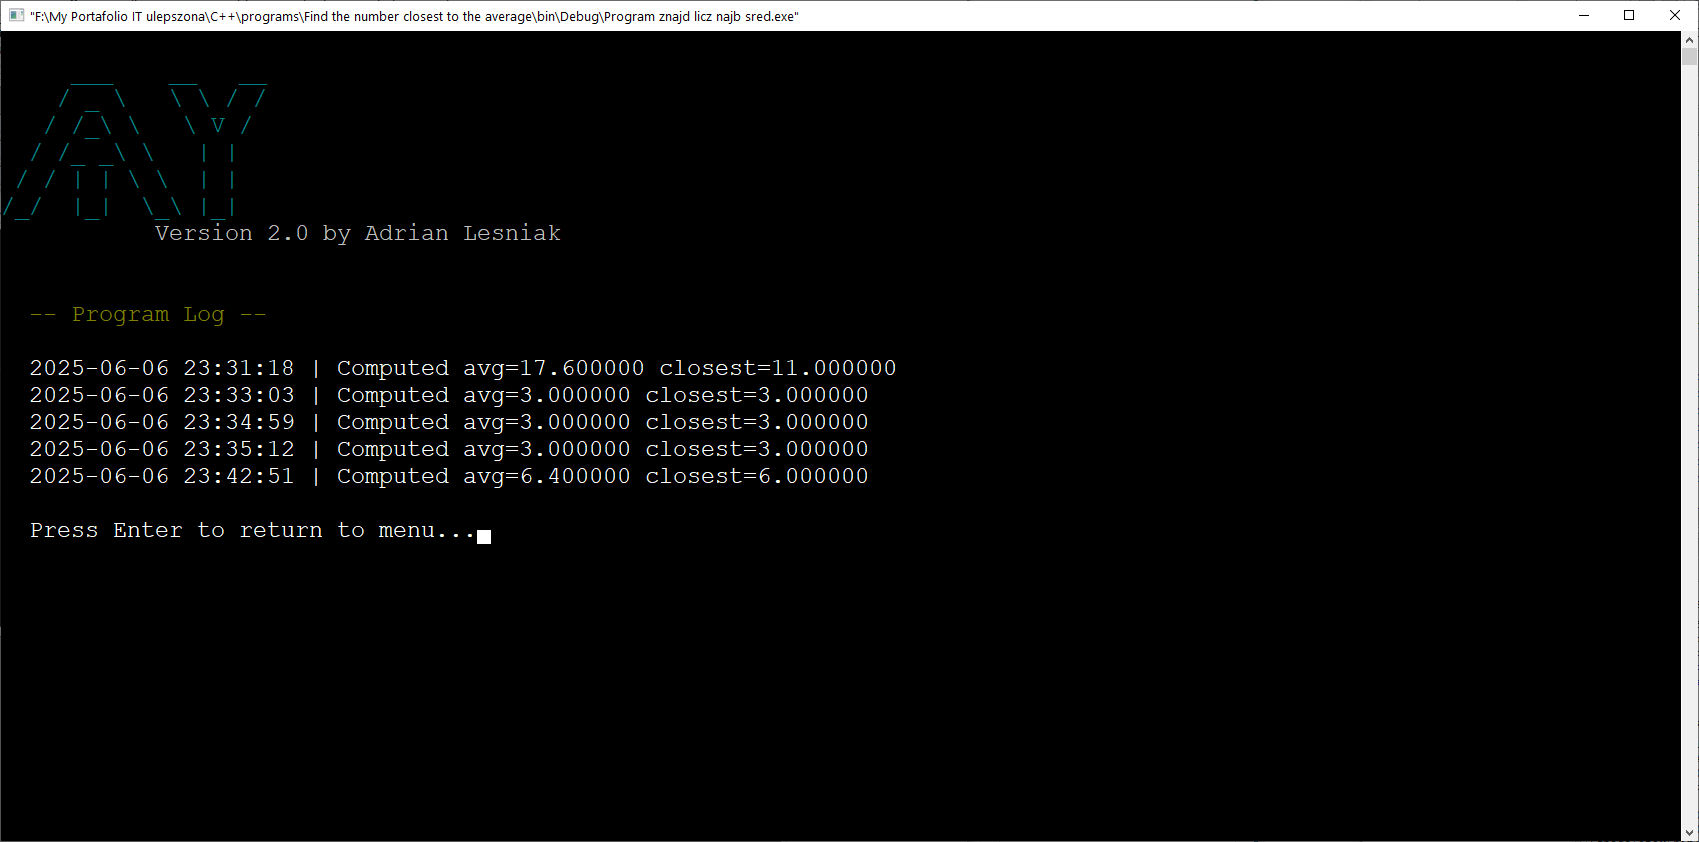 "F:\My Portafolio IT ulepszona\C++\programs\Find the number closest to the average\bin\Debug\Program znajd licz najb sred.exe"
     ____    __   __
    / _ \   \ \ / /
   / /_\ \   \ V /
  / /_ _\ \   | |
 / / | | \ \  | |
/_/  |_|  \_\ |_|
Version 2.0 by Adrian Lesniak
-- Program Log --
2025-06-06 23:31:18 | Computed avg=17.600000 closest=11.000000
2025-06-06 23:33:03 | Computed avg=3.000000 closest=3.000000
2025-06-06 23:34:59 | Computed avg=3.000000 closest=3.000000
2025-06-06 23:35:12 | Computed avg=3.000000 closest=3.000000
2025-06-06 23:42:51 | Computed avg=6.400000 closest=6.000000
Press Enter to return to menu...